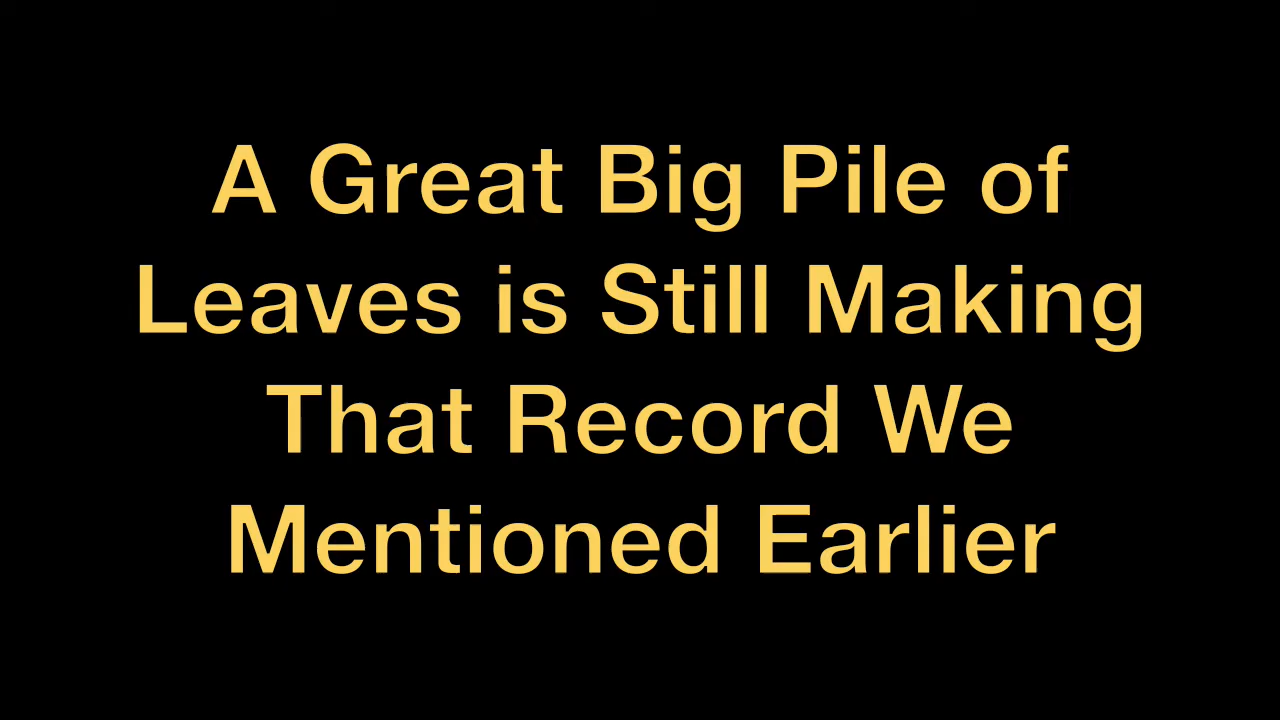 A Great Big Pile of
Leaves is Still Making
That Record We
Mentioned Earlier